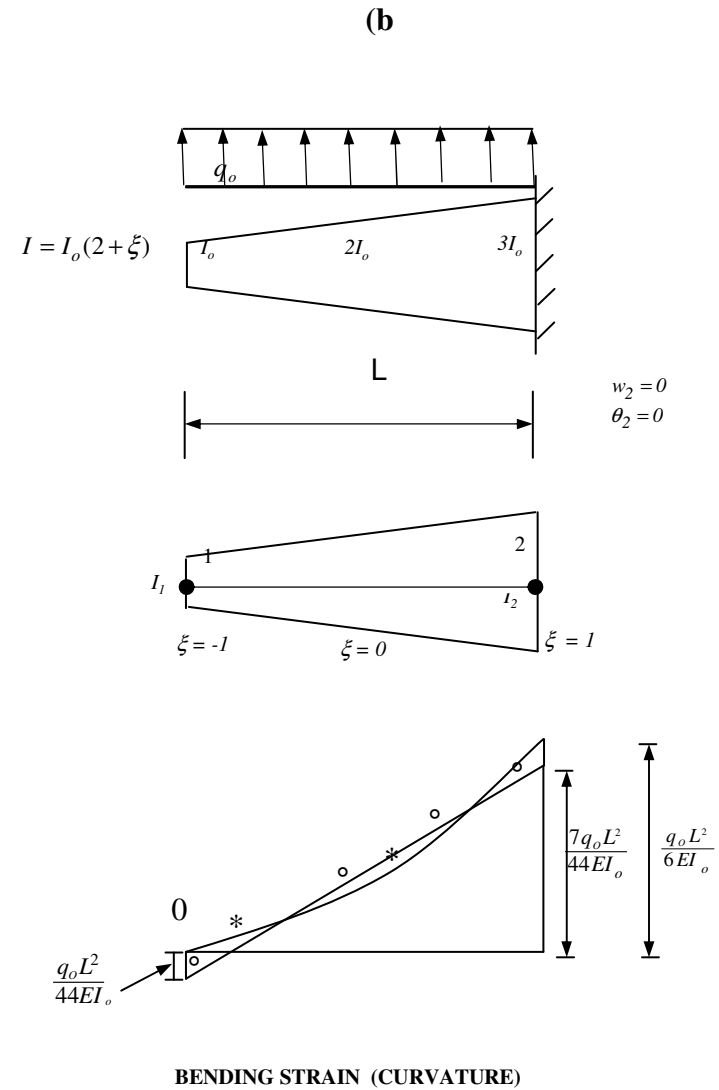 (b
q_o
I = I_o(2+ξ)
I_o
2I_o
3I_o
L
w_2 = 0
θ_2 = 0
1
2
I_1
I_2
ξ = -1
ξ = 0
ξ = 1
0
*
*
7q_oL²/44EI_o
q_oL²/6EI_o
q_oL²/44EI_o
BENDING STRAIN (CURVATURE)